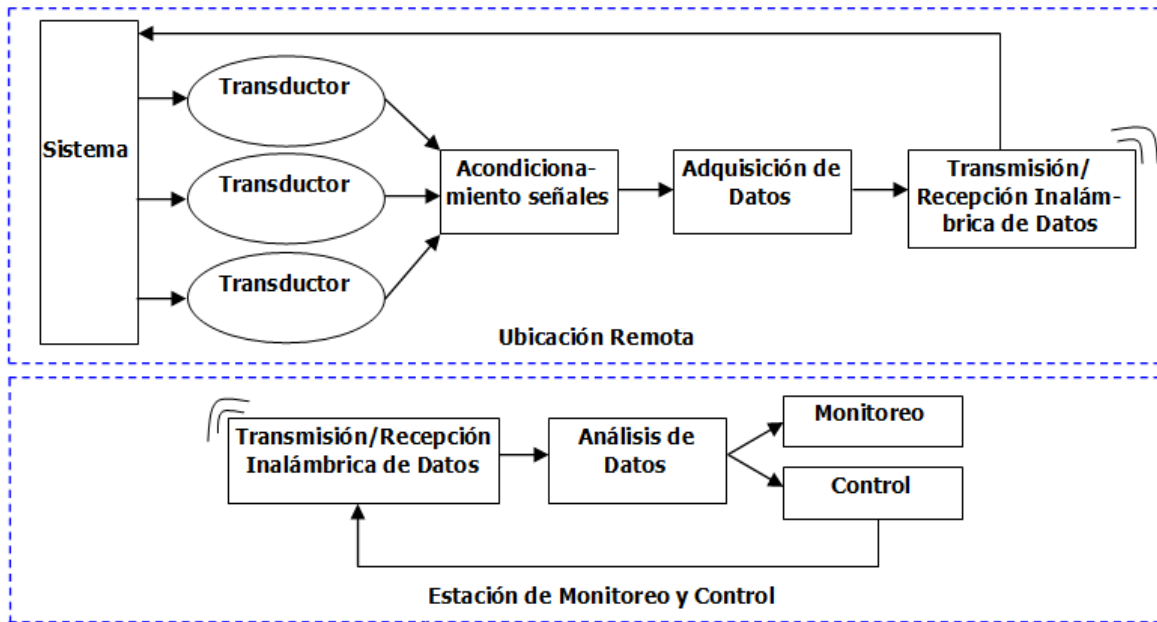 Transductor
Sistema
Transductor
Transductor
Acondiciona-
miento señales
Adquisición de
Datos
Transmisión/
Recepción Inalám-
brica de Datos
Ubicación Remota
Transmisión/Recepción
Inalámbrica de Datos
Análisis de
Datos
Monitoreo
Control
Estación de Monitoreo y Control